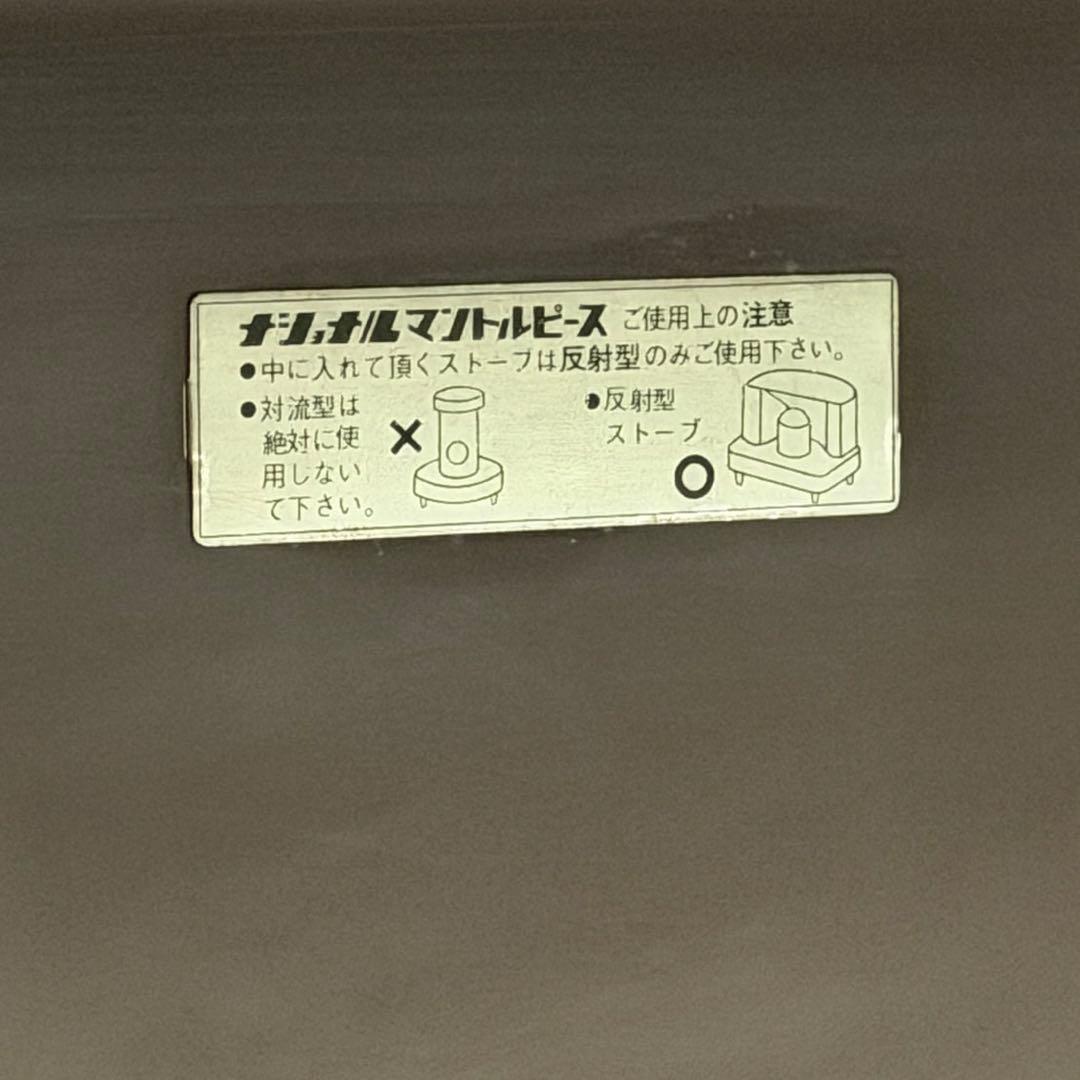 ナショナルマントルピース ご使用上の注意
●中に入れて頂くストーブは反射型のみご使用下さい。
●対流型は
絶対に使
用しない
で下さい。
×
●反射型
ストーブ
○